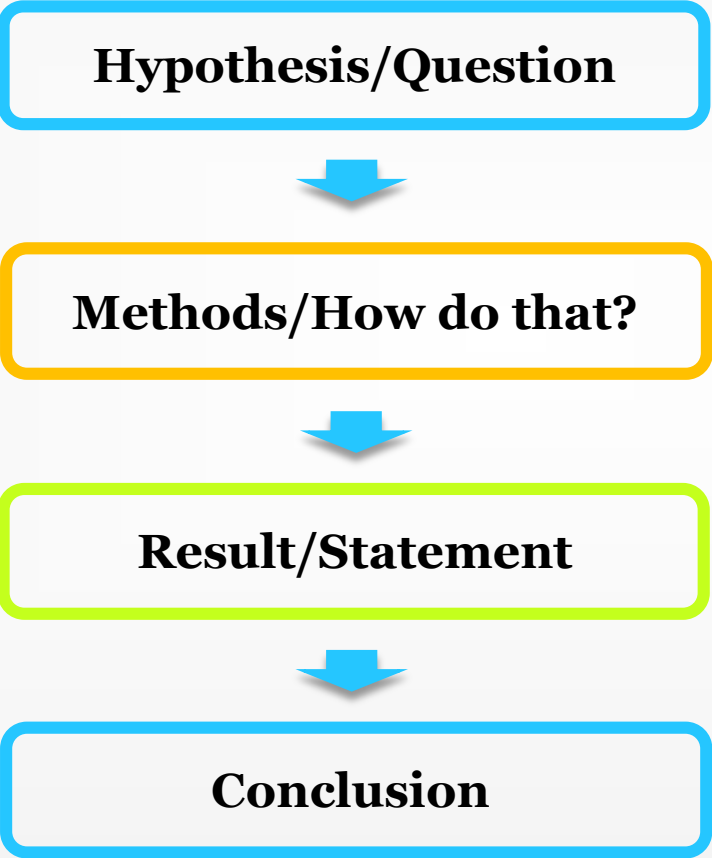 Hypothesis/Question
Methods/How do that?
Result/Statement
Conclusion